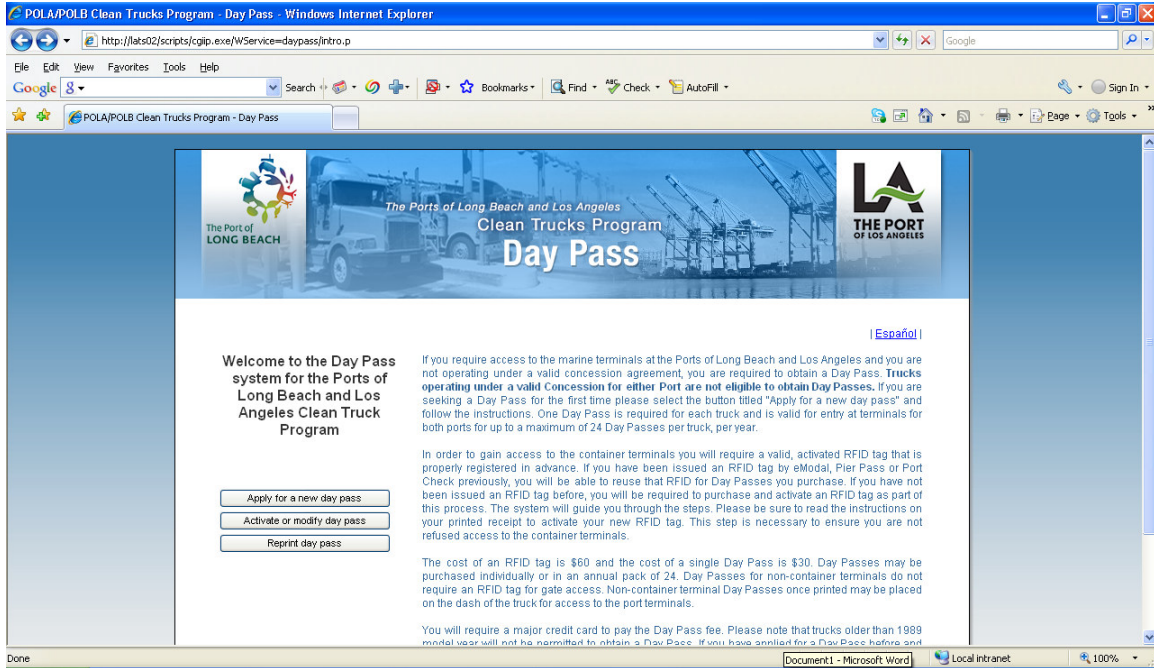 POLA/POLB Clean Trucks Program - Day Pass - Windows Internet Explorer
http://lats02/scripts/cgiip.exe/WService=daypass/intro.p
Google
File Edit View Favorites Tools Help
Google Search Bookmarks Find Check AutoFill Sign In
POLA/POLB Clean Trucks Program - Day Pass
Page Tools
The Port of
LONG BEACH
The Ports of Long Beach and Los Angeles
Clean Trucks Program
Day Pass
LA
THE PORT
OF LOS ANGELES
| Español |
Welcome to the Day Pass
system for the Ports of
Long Beach and Los
Angeles Clean Truck
Program
Apply for a new day pass
Activate or modify day pass
Reprint day pass
If you require access to the marine terminals at the Ports of Long Beach and Los Angeles and you are
not operating under a valid concession agreement, you are required to obtain a Day Pass. Trucks
operating under a valid Concession for either Port are not eligible to obtain Day Passes. If you are
seeking a Day Pass for the first time please select the button titled "Apply for a new day pass" and
follow the instructions. One Day Pass is required for each truck and is valid for entry at terminals for
both ports for up to a maximum of 24 Day Passes per truck, per year.
In order to gain access to the container terminals you will require a valid, activated RFID tag that is
properly registered in advance. If you have been issued an RFID tag by eModal, Pier Pass or Port
Check previously, you will be able to reuse that RFID for Day Passes you purchase. If you have not
been issued an RFID tag before, you will be required to purchase and activate an RFID tag as part of
this process. The system will guide you through the steps. Please be sure to read the instructions on
your printed receipt to activate your new RFID tag. This step is necessary to ensure you are not
refused access to the container terminals.
The cost of an RFID tag is $60 and the cost of a single Day Pass is $30. Day Passes may be
purchased individually or in an annual pack of 24. Day Passes for non-container terminals do not
require an RFID tag for gate access. Non-container terminal Day Passes once printed may be placed
on the dash of the truck for access to the port terminals.
You will require a major credit card to pay the Day Pass fee. Please note that trucks older than 1989
model year will not be permitted to obtain a Day Pass. If you have applied for a Day Pass before and
Done
Document1 - Microsoft Word
Local intranet
100%